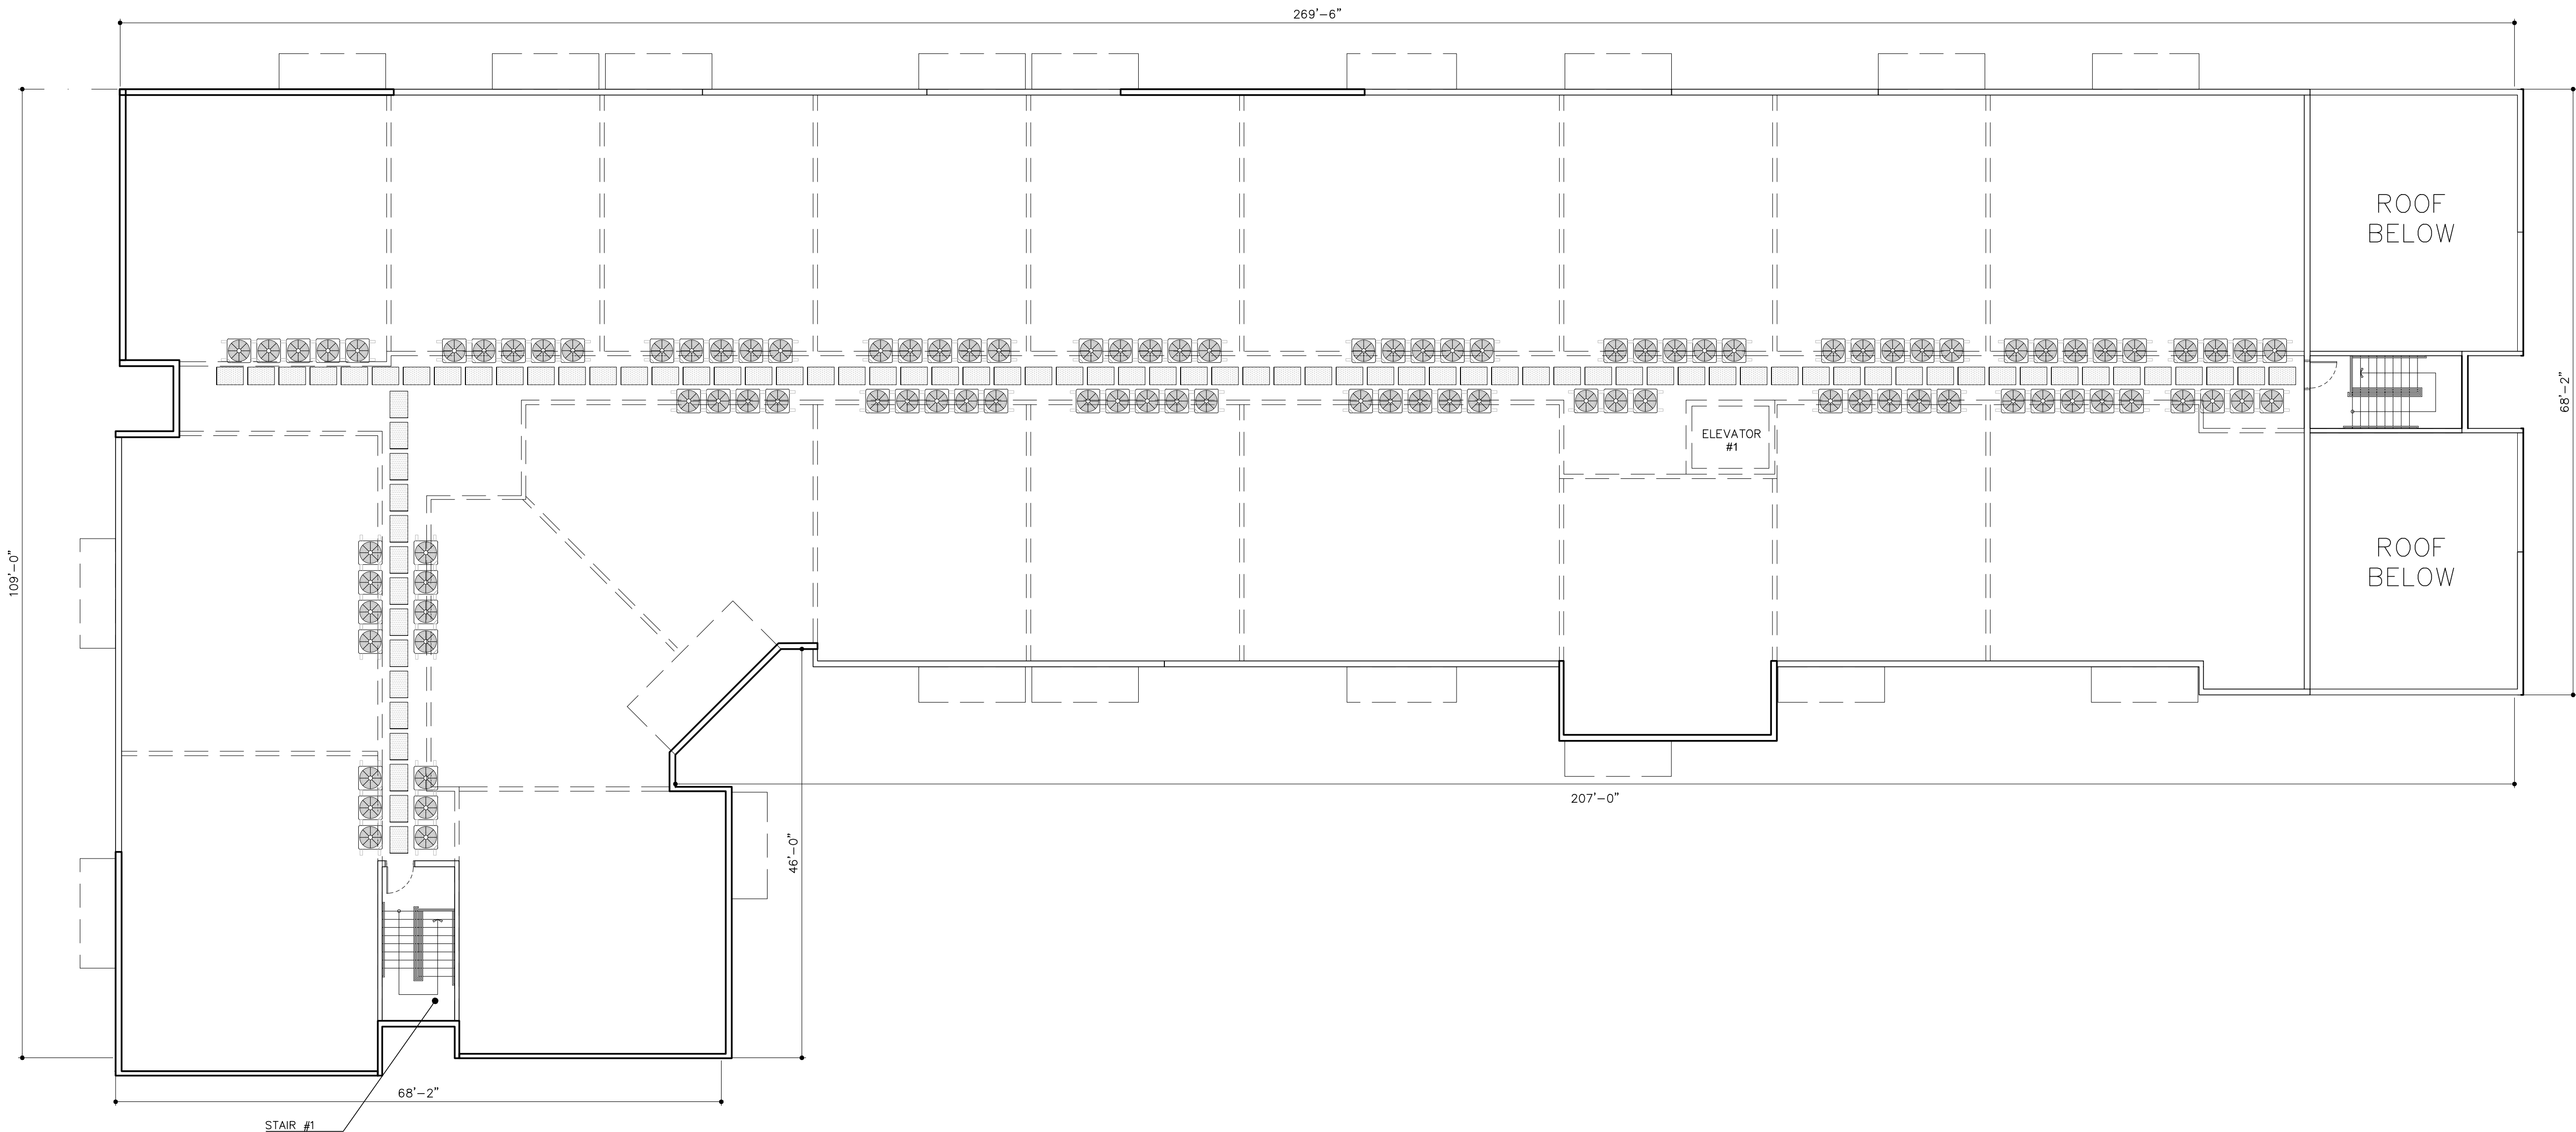 269'-6"
ROOF
BELOW
68'-2"
ELEVATOR
#1
109'-0"
ROOF
BELOW
207'-0"
46'-0"
68'-2"
STAIR #1